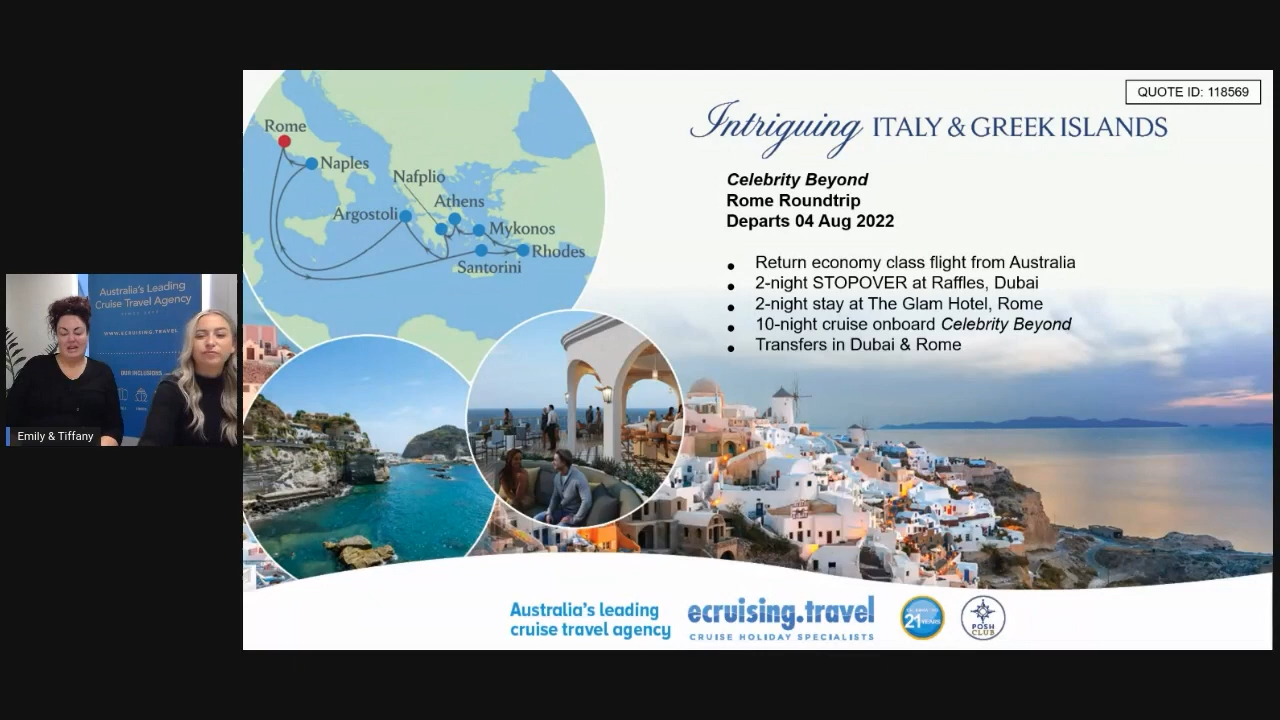 QUOTE ID: 118569
Intriguing ITALY & GREEK ISLANDS
Celebrity Beyond
Rome Roundtrip
Departs 04 Aug 2022
• Return economy class flight from Australia
• 2-night STOPOVER at Raffles, Dubai
• 2-night stay at The Glam Hotel, Rome
• 10-night cruise onboard Celebrity Beyond
• Transfers in Dubai & Rome
Rome
Naples
Nafplio
Athens
Argostoli
Mykonos
Rhodes
Santorini
Australia's Leading
Cruise Travel Agency
WWW.ECRUISING.TRAVEL
OUR INCLUSIONS
Emily & Tiffany
Australia's leading
cruise travel agency
ecruising.travel
CRUISE HOLIDAY SPECIALISTS
21 YEARS
POSH
CLUB